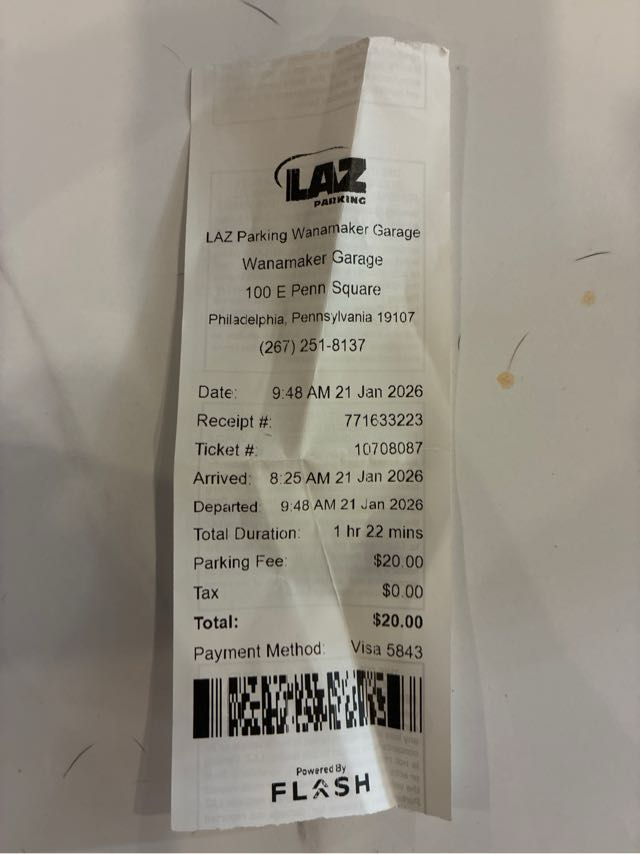 LAZ
PARKING
LAZ Parking Wanamaker Garage
Wanamaker Garage
100 E Penn Square
Philadelphia, Pennsylvania 19107
(267) 251-8137
Date: 9:48 AM 21 Jan 2026
Receipt #: 771633223
Ticket #: 10708087
Arrived: 8:25 AM 21 Jan 2026
Departed: 9:48 AM 21 Jan 2026
Total Duration: 1 hr 22 mins
Parking Fee: $20.00
Tax $0.00
Total: $20.00
Payment Method: Visa 5843
Powered By
FLASH